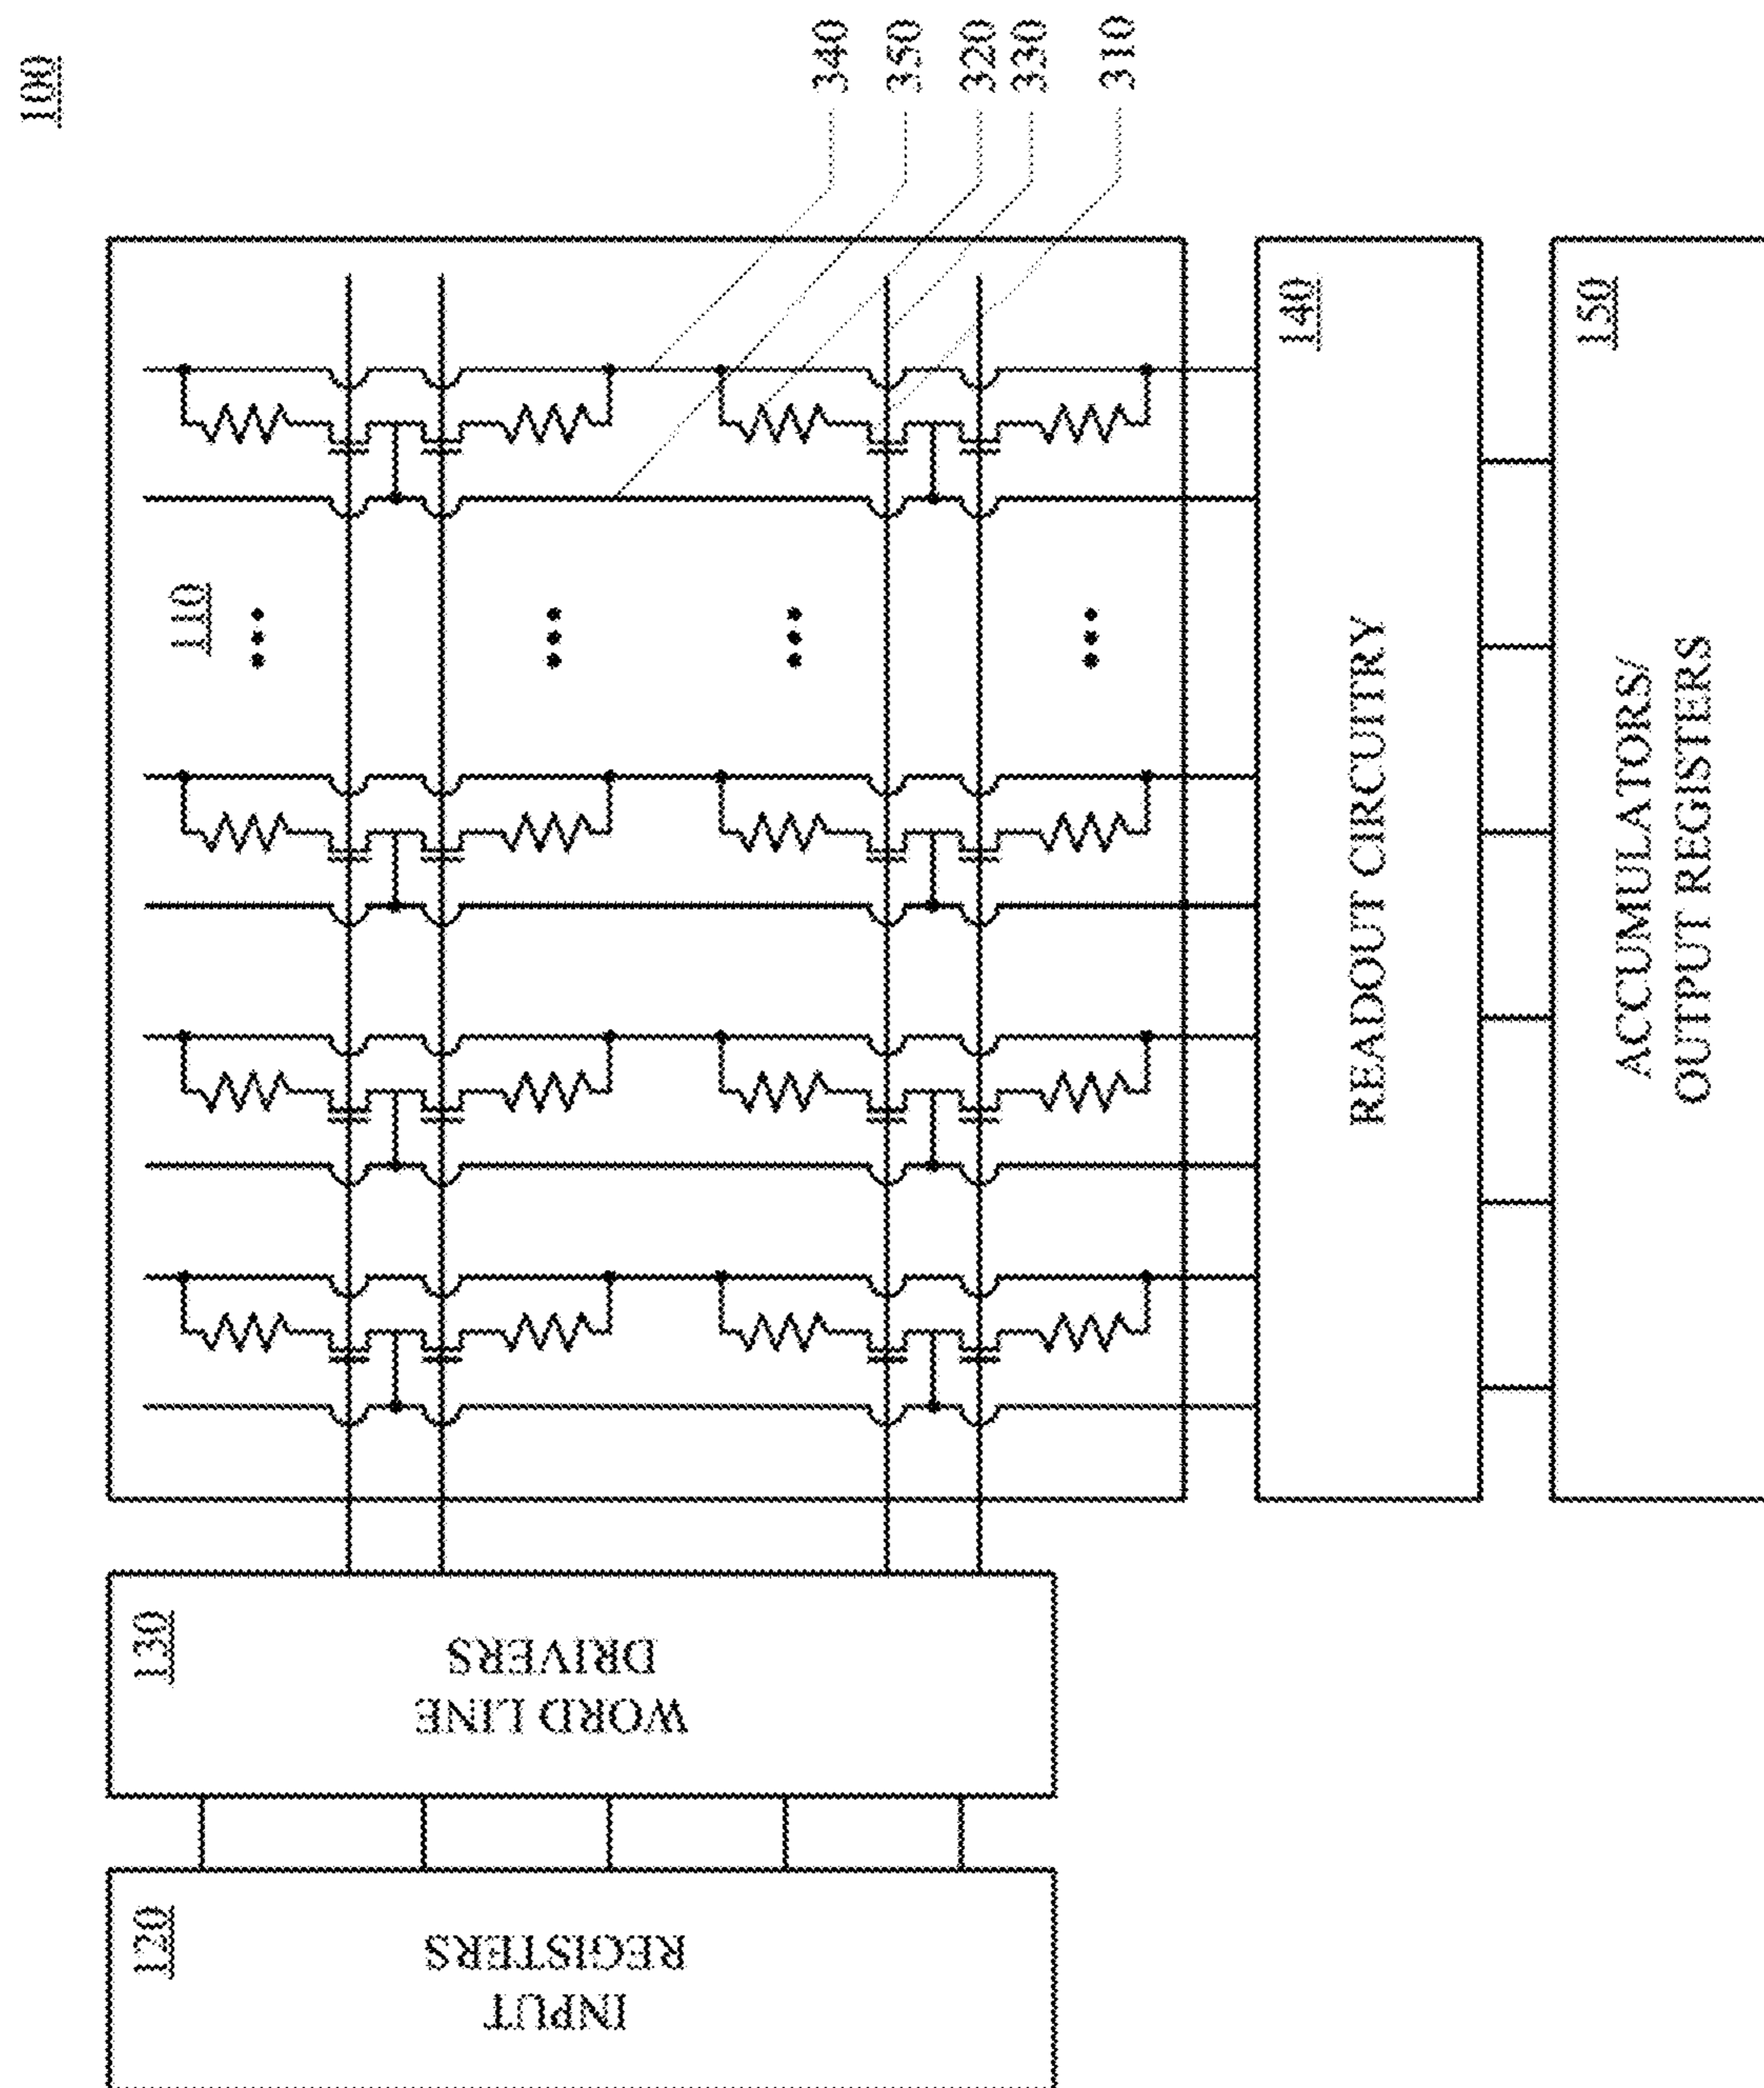 100
340
350
320
330
310
110
130
WORD LINE
DRIVERS
120
INPUT
REGISTERS
140
READOUT CIRCUITRY
150
ACCUMULATORS/
OUTPUT REGISTERS